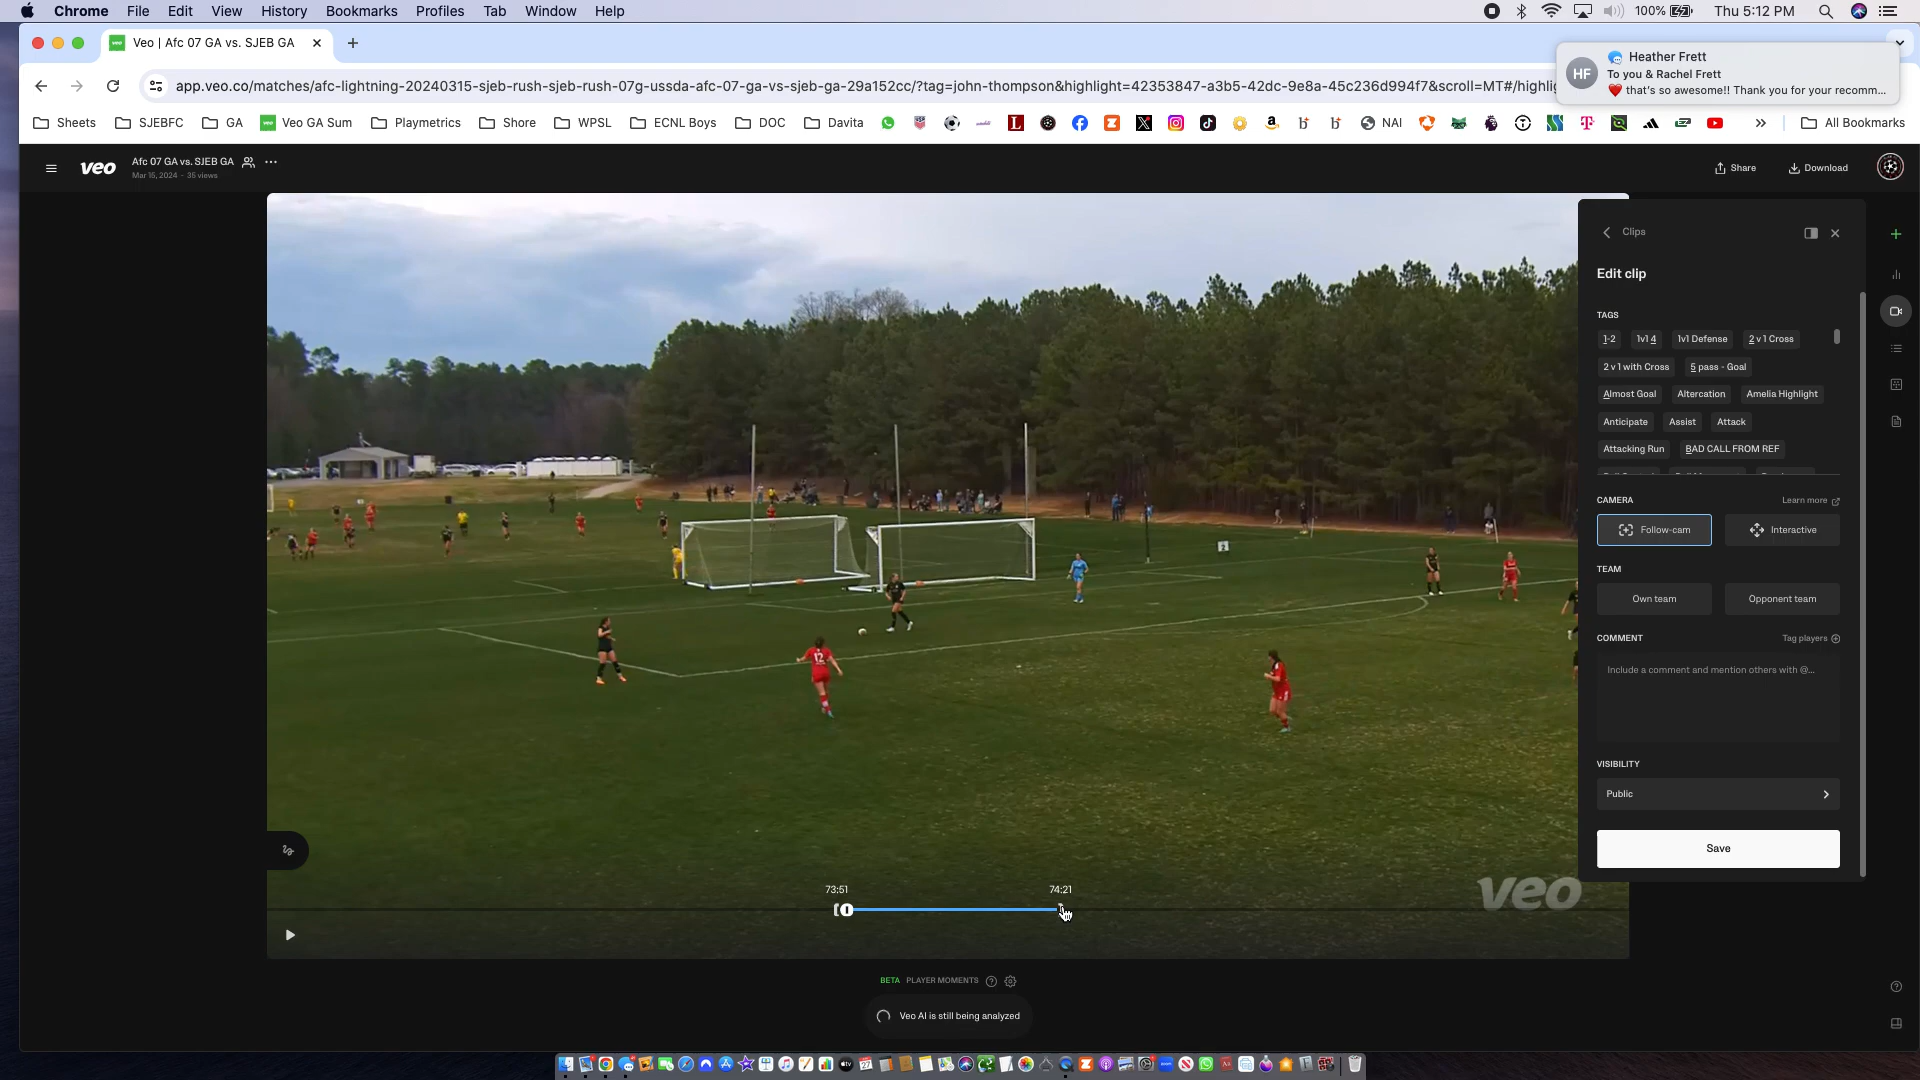 Chrome File Edit View History Bookmarks Profiles Tab Window Help 100% Thu 5:12 PM
Veo | Afc 07 GA vs. SJEB GA
HF Heather Frett
To you & Rachel Frett
❤️ that's so awesome!! Thank you for your recomm...
app.veo.co/matches/afc-lightning-20240315-sjeb-rush-sjeb-rush-07g-ussda-afc-07-ga-vs-sjeb-ga-29a152cc/?tag=john-thompson&highlight=42353847-a3b5-42dc-9e8a-45c236d994f7&scroll=MT#/highlig
Sheets SJEBFC GA Veo GA Sum Playmetrics Shore WPSL ECNL Boys DOC Davita NAI » All Bookmarks
veo Afc 07 GA vs. SJEB GA
Mar 15, 2024 - 35 views
Share Download
Clips
Edit clip
TAGS
1-2 1v1 4 1v1 Defense 2 v 1 Cross
2 v 1 with Cross 5 pass - Goal
Almost Goal Altercation Amelia Highlight
Anticipate Assist Attack
Attacking Run BAD CALL FROM REF
CAMERA Learn more
Follow-cam Interactive
TEAM
Own team Opponent team
COMMENT Tag players
Include a comment and mention others with @...
VISIBILITY
Public
Save
12
73:51 74:21
veo
BETA PLAYER MOMENTS
Veo AI is still being analyzed